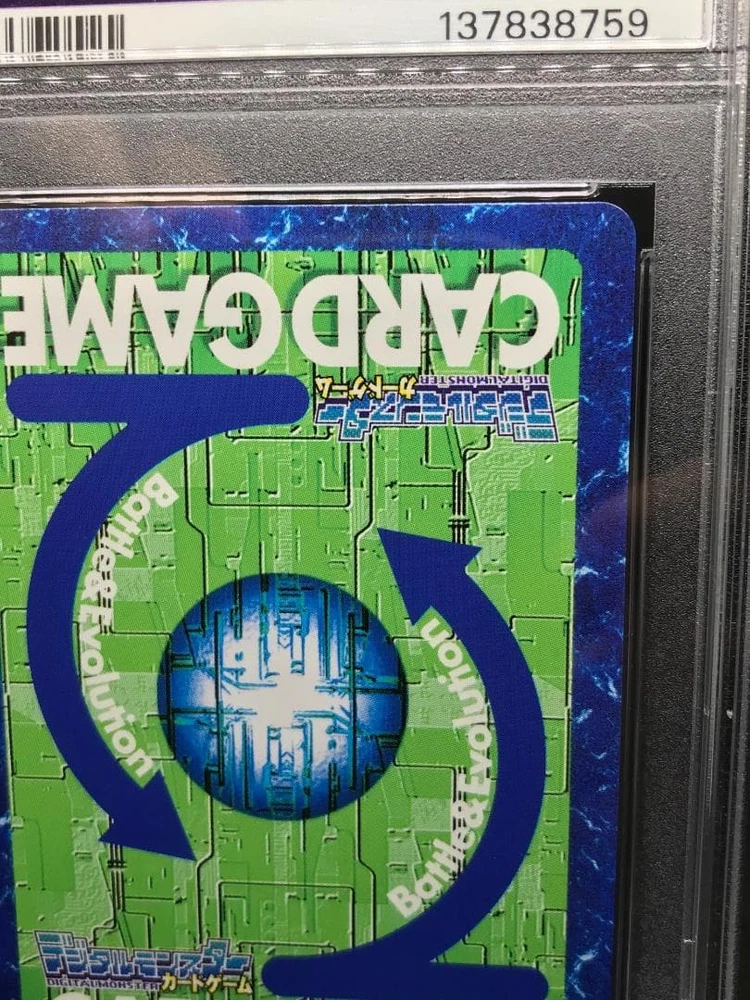 137838759
CARD GAME
デジタルモンスター
DIGITALMONSTER
カードゲーム
Battle&Evolution
Battle&Evolution
デジタルモンスター
DIGITALMONSTER
カードゲーム